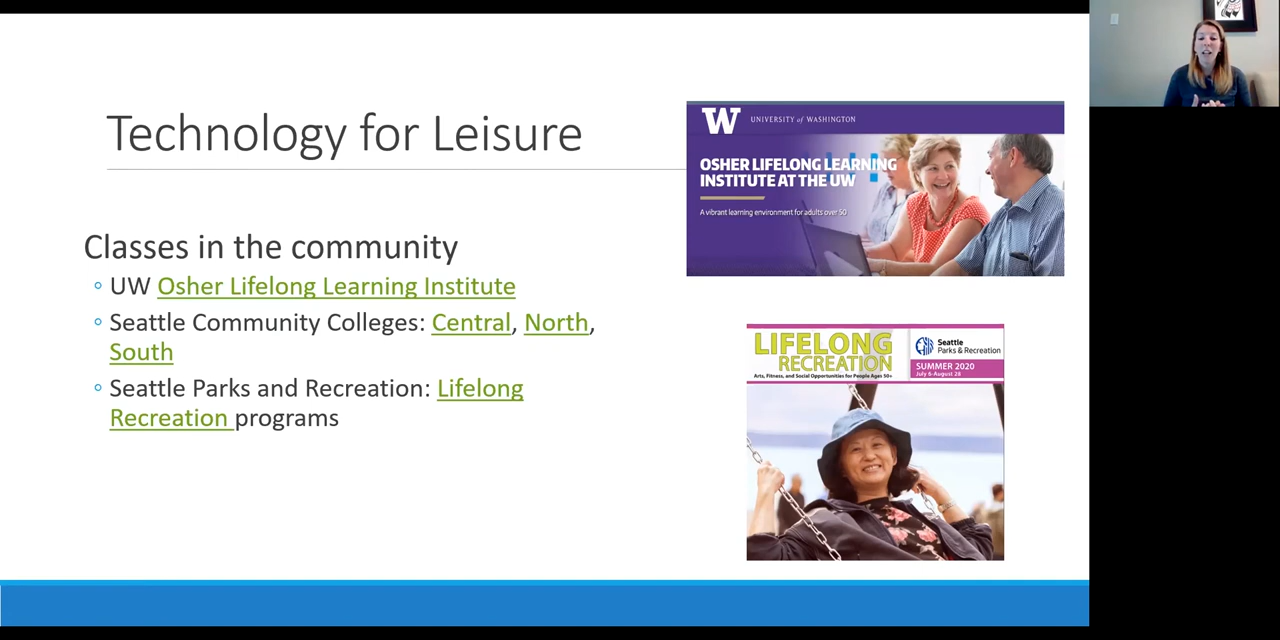 Technology for Leisure
Classes in the community
UW Osher Lifelong Learning Institute
Seattle Community Colleges: Central, North,
South
Seattle Parks and Recreation: Lifelong
Recreation programs
W UNIVERSITY of WASHINGTON
OSHER LIFELONG LEARNING
INSTITUTE AT THE UW
A vibrant learning environment for adults over 50
LIFELONG
RECREATION
Arts, Fitness, and Social Opportunities for People Ages 50+
Seattle
Parks & Recreation
SUMMER 2020
July 6-August 28